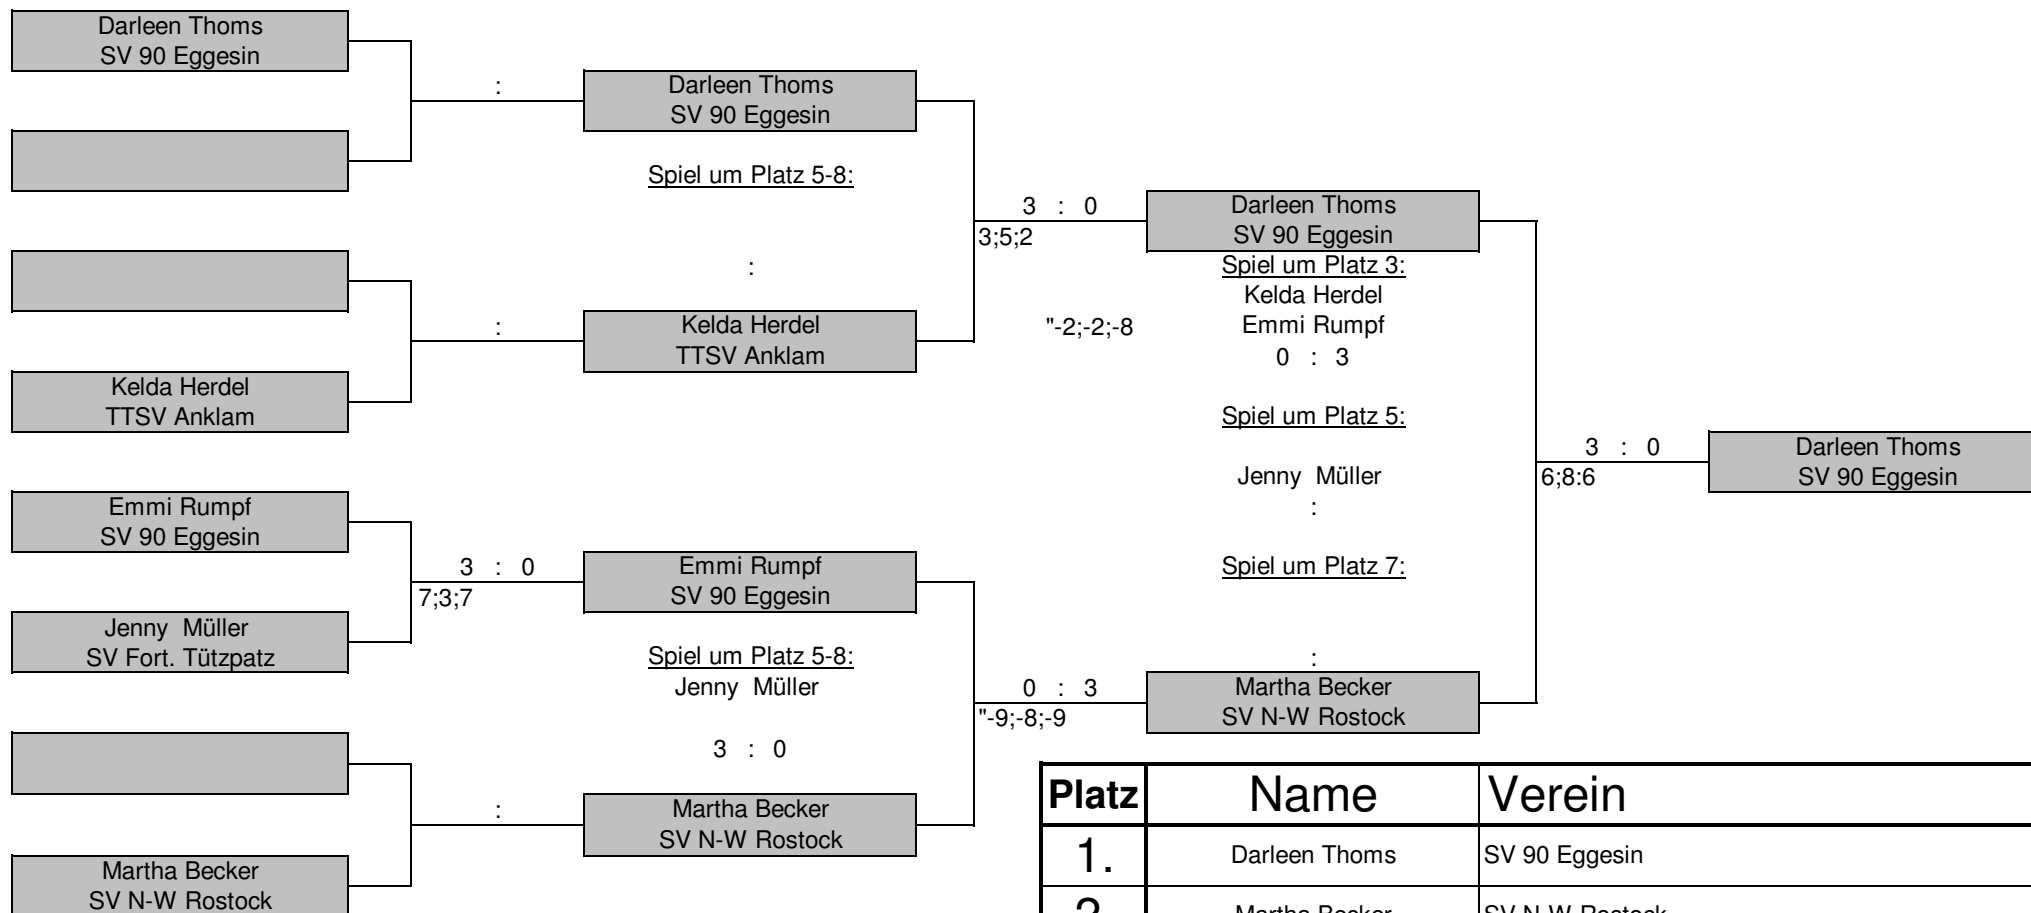 Darleen Thoms
SV 90 Eggesin
:
Darleen Thoms
SV 90 Eggesin
Spiel um Platz 5-8:
3 : 0
3;5;2
Darleen Thoms
SV 90 Eggesin
:
Spiel um Platz 3:
Kelda Herdel
:
Kelda Herdel
TTSV Anklam
"-2;-2;-8
Emmi Rumpf
0 : 3
Kelda Herdel
TTSV Anklam
Spiel um Platz 5:
3 : 0
6;8:6
Darleen Thoms
SV 90 Eggesin
Jenny Müller
:
Emmi Rumpf
SV 90 Eggesin
3 : 0
7;3;7
Emmi Rumpf
SV 90 Eggesin
Spiel um Platz 7:
Jenny Müller
SV Fort. Tützpatz
Spiel um Platz 5-8:
Jenny Müller
:
0 : 3
"-9;-8;-9
Martha Becker
SV N-W Rostock
3 : 0
:
Martha Becker
SV N-W Rostock
Martha Becker
SV N-W Rostock
Platz Name Verein
1. Darleen Thoms SV 90 Eggesin
2. Martha Becker SV N-W Rostock